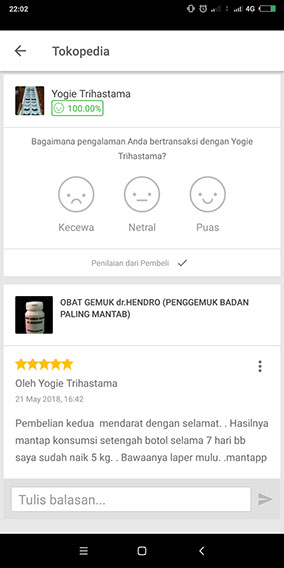 22:02
4G
Tokopedia
Yogie Trihastama
100.00%
Bagaimana pengalaman Anda bertransaksi dengan Yogie
Trihastama?
Kecewa
Netral
Puas
Penilaian dari Pembeli
OBAT GEMUK dr.HENDRO (PENGGEMUK BADAN
PALING MANTAB)
Oleh Yogie Trihastama
21 May 2018, 16:42
Pembelian kedua mendarat dengan selamat. . Hasilnya
mantap konsumsi setengah botol selama 7 hari bb
saya sudah naik 5 kg. . Bawaanya laper mulu. .mantapp
Tulis balasan...